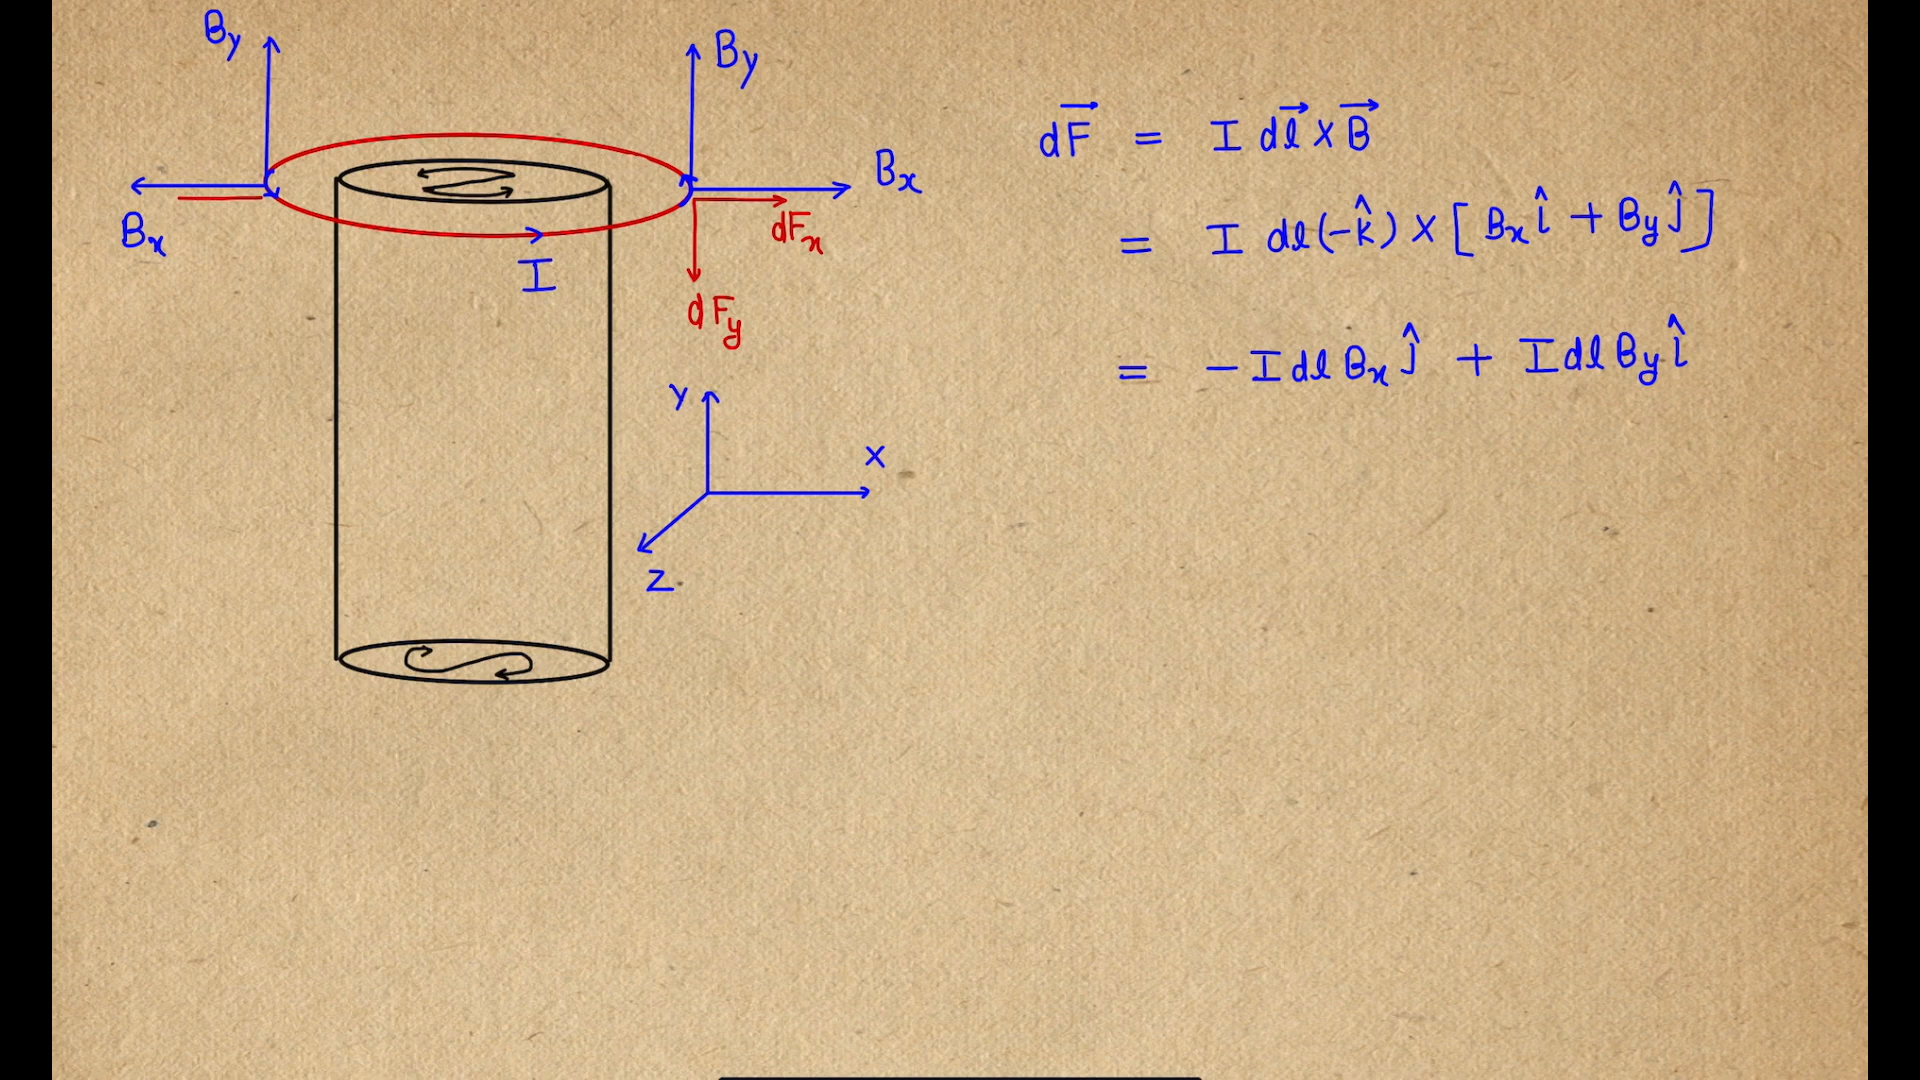 By
By
Bx
Bx
I
dFx
dFy
Y
X
Z
N
S
dF⃗ = I dl⃗ × B⃗
= I dl(-k̂) × [Bx î + By ĵ]
= - I dl Bx ĵ + I dl By î